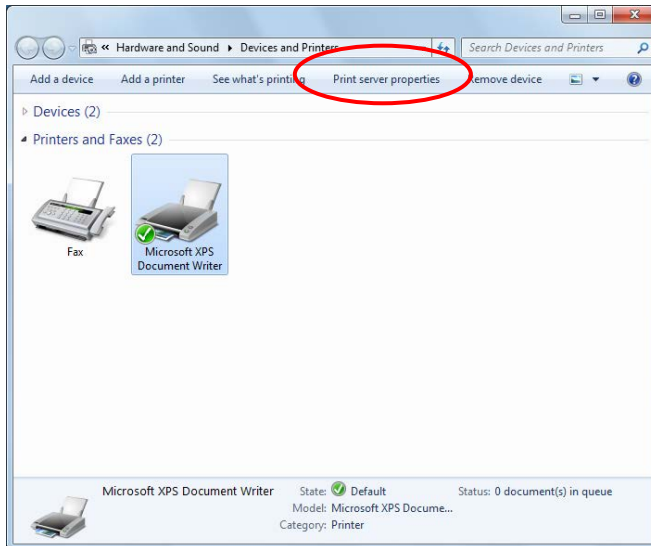 « Hardware and Sound ▸ Devices and Printers
Search Devices and Printers
Add a device Add a printer See what's printing Print server properties Remove device
Devices (2)
Printers and Faxes (2)
Fax
Microsoft XPS
Document Writer
Microsoft XPS Document Writer State: Default Status: 0 document(s) in queue
Model: Microsoft XPS Docume...
Category: Printer